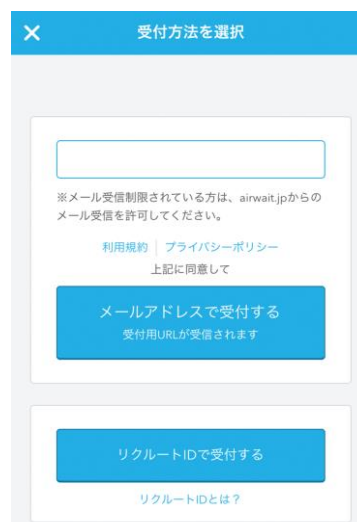 受付方法を選択
※メール受信制限されている方は、airwait.jpからの
メール受信を許可してください。
利用規約 プライバシーポリシー
上記に同意して
メールアドレスで受付する
受付用URLが受信されます
リクルートIDで受付する
リクルートIDとは？